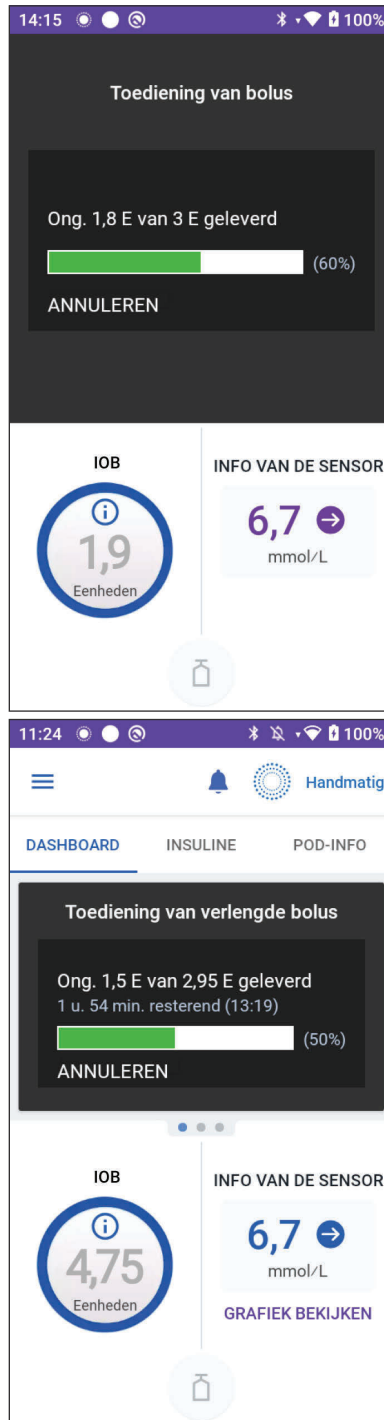 14:15 100%
Toediening van bolus
Ong. 1,8 E van 3 E geleverd
(60%)
ANNULEREN
IOB
1,9
Eenheden
INFO VAN DE SENSOR
6,7
mmol/L
11:24 100%
Handmatig
DASHBOARD INSULINE POD-INFO
Toediening van verlengde bolus
Ong. 1,5 E van 2,95 E geleverd
1 u. 54 min. resterend (13:19)
(50%)
ANNULEREN
IOB
4,75
Eenheden
INFO VAN DE SENSOR
6,7
mmol/L
GRAFIEK BEKIJKEN